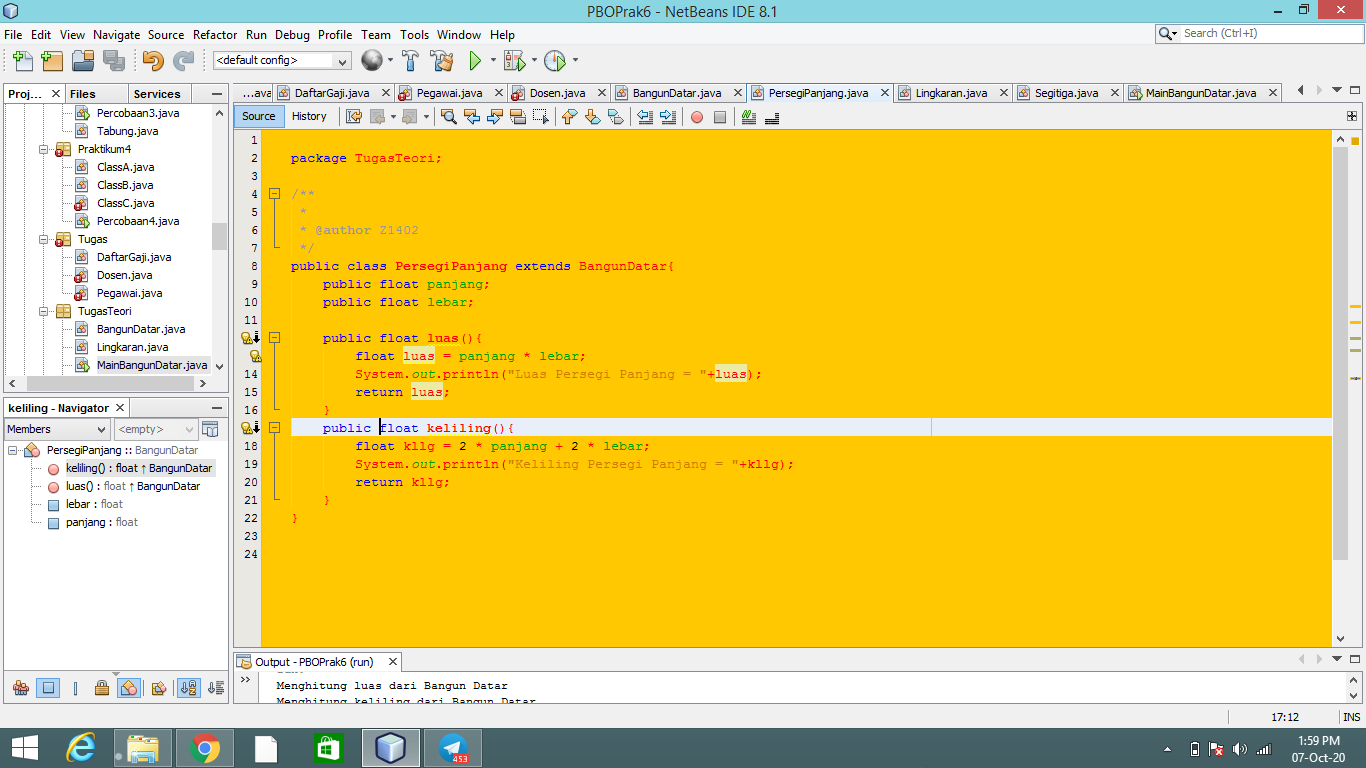 PBOPrak6 - NetBeans IDE 8.1
File Edit View Navigate Source Refactor Run Debug Profile Team Tools Window Help
Search (Ctrl+I)
<default config>
Proj... Files Services
...ava DaftarGaji.java Pegawai.java Dosen.java BangunDatar.java PersegiPanjang.java Lingkaran.java Segitiga.java MainBangunDatar.java
Source History
Percobaan3.java
Tabung.java
Praktikum4
ClassA.java
ClassB.java
ClassC.java
Percobaan4.java
Tugas
DaftarGaji.java
Dosen.java
Pegawai.java
TugasTeori
BangunDatar.java
Lingkaran.java
MainBangunDatar.java
keliling - Navigator
Members <empty>
PersegiPanjang :: BangunDatar
keliling() : float ↑ BangunDatar
luas() : float ↑ BangunDatar
lebar : float
panjang : float
1
2 package TugasTeori;
3
4 /**
5 *
6 * @author Z1402
7 */
8 public class PersegiPanjang extends BangunDatar{
9 public float panjang;
10 public float lebar;
11
public float luas(){
float luas = panjang * lebar;
14 System.out.println("Luas Persegi Panjang = "+luas);
15 return luas;
16 }
public float keliling(){
18 float kllg = 2 * panjang + 2 * lebar;
19 System.out.println("Keliling Persegi Panjang = "+kllg);
20 return kllg;
21 }
22 }
23
24
Output - PBOPrak6 (run)
Menghitung luas dari Bangun Datar
Menghitung keliling dari Bangun Datar
17:12 INS
453
1:59 PM
07-Oct-20